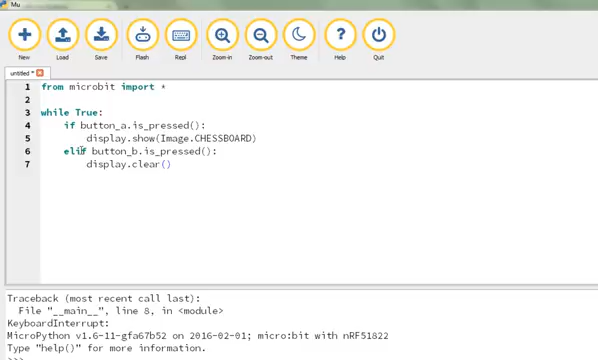 Mu
New Load Save Flash Repl Zoom-in Zoom-out Theme Help Quit
untitled *
1 from microbit import *
2
3 while True:
4 if button_a.is_pressed():
5 display.show(Image.CHESSBOARD)
6 elif button_b.is_pressed():
7 display.clear()
Traceback (most recent call last):
File "__main__", line 8, in <module>
KeyboardInterrupt:
MicroPython v1.6-11-gfa67b52 on 2016-02-01; micro:bit with nRF51822
Type "help()" for more information.
>>>